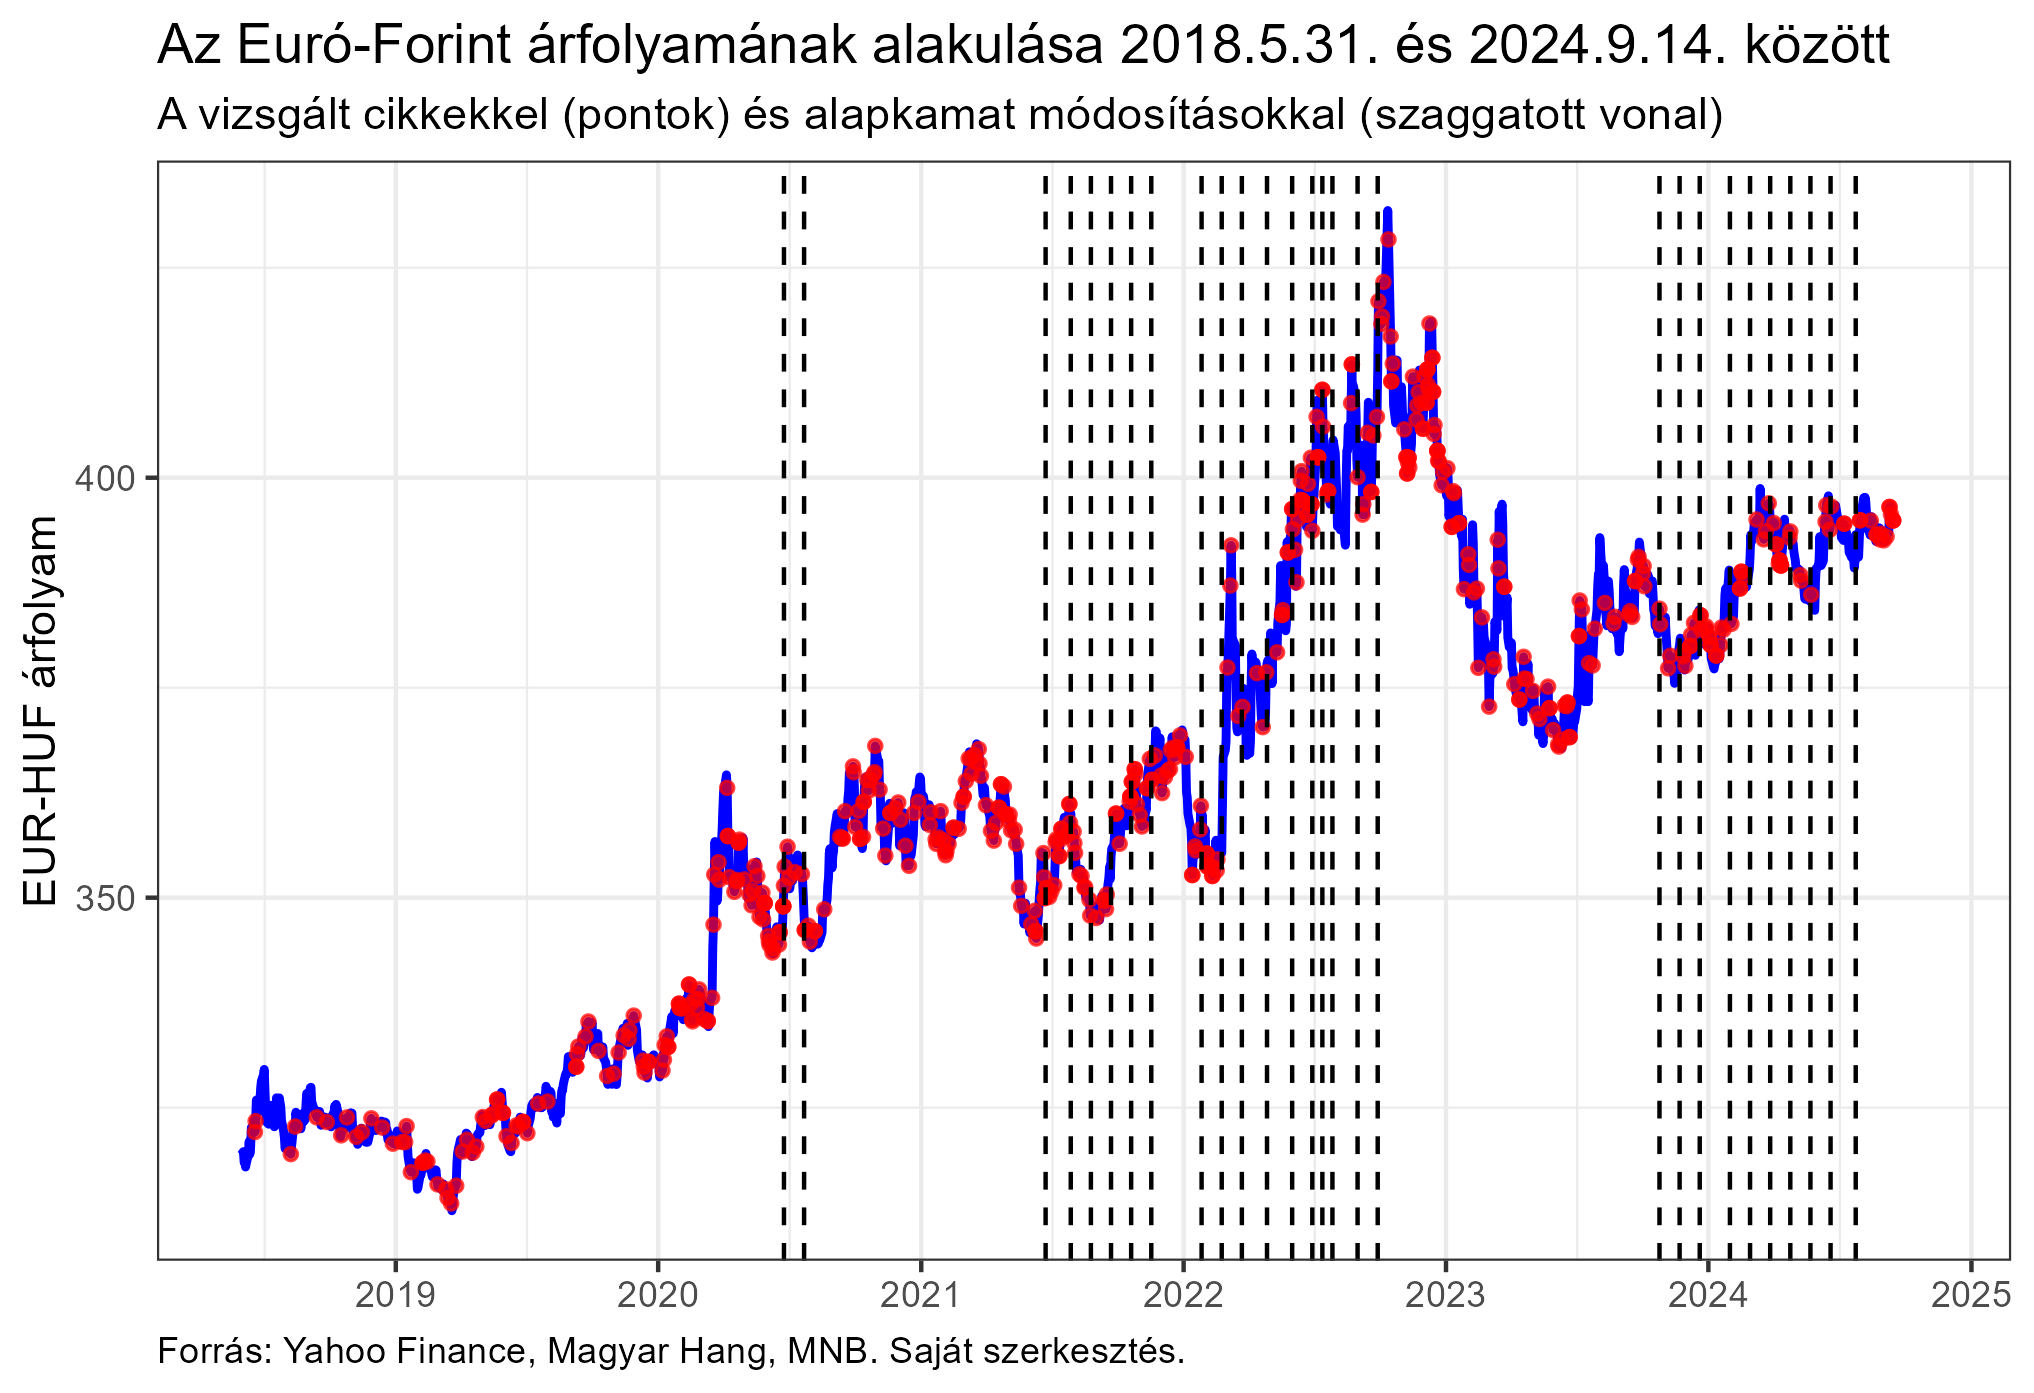 Az Euró-Forint árfolyamának alakulása 2018.5.31. és 2024.9.14. között
A vizsgált cikkekkel (pontok) és alapkamat módosításokkal (szaggatott vonal)
EUR-HUF árfolyam
400
350
2019 2020 2021 2022 2023 2024 2025
Forrás: Yahoo Finance, Magyar Hang, MNB. Saját szerkesztés.